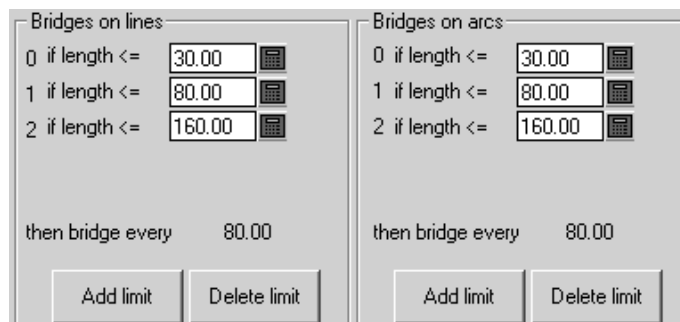 Bridges on lines
0 if length <= 30.00
1 if length <= 80.00
2 if length <= 160.00
then bridge every 80.00
Add limit Delete limit
Bridges on arcs
0 if length <= 30.00
1 if length <= 80.00
2 if length <= 160.00
then bridge every 80.00
Add limit Delete limit